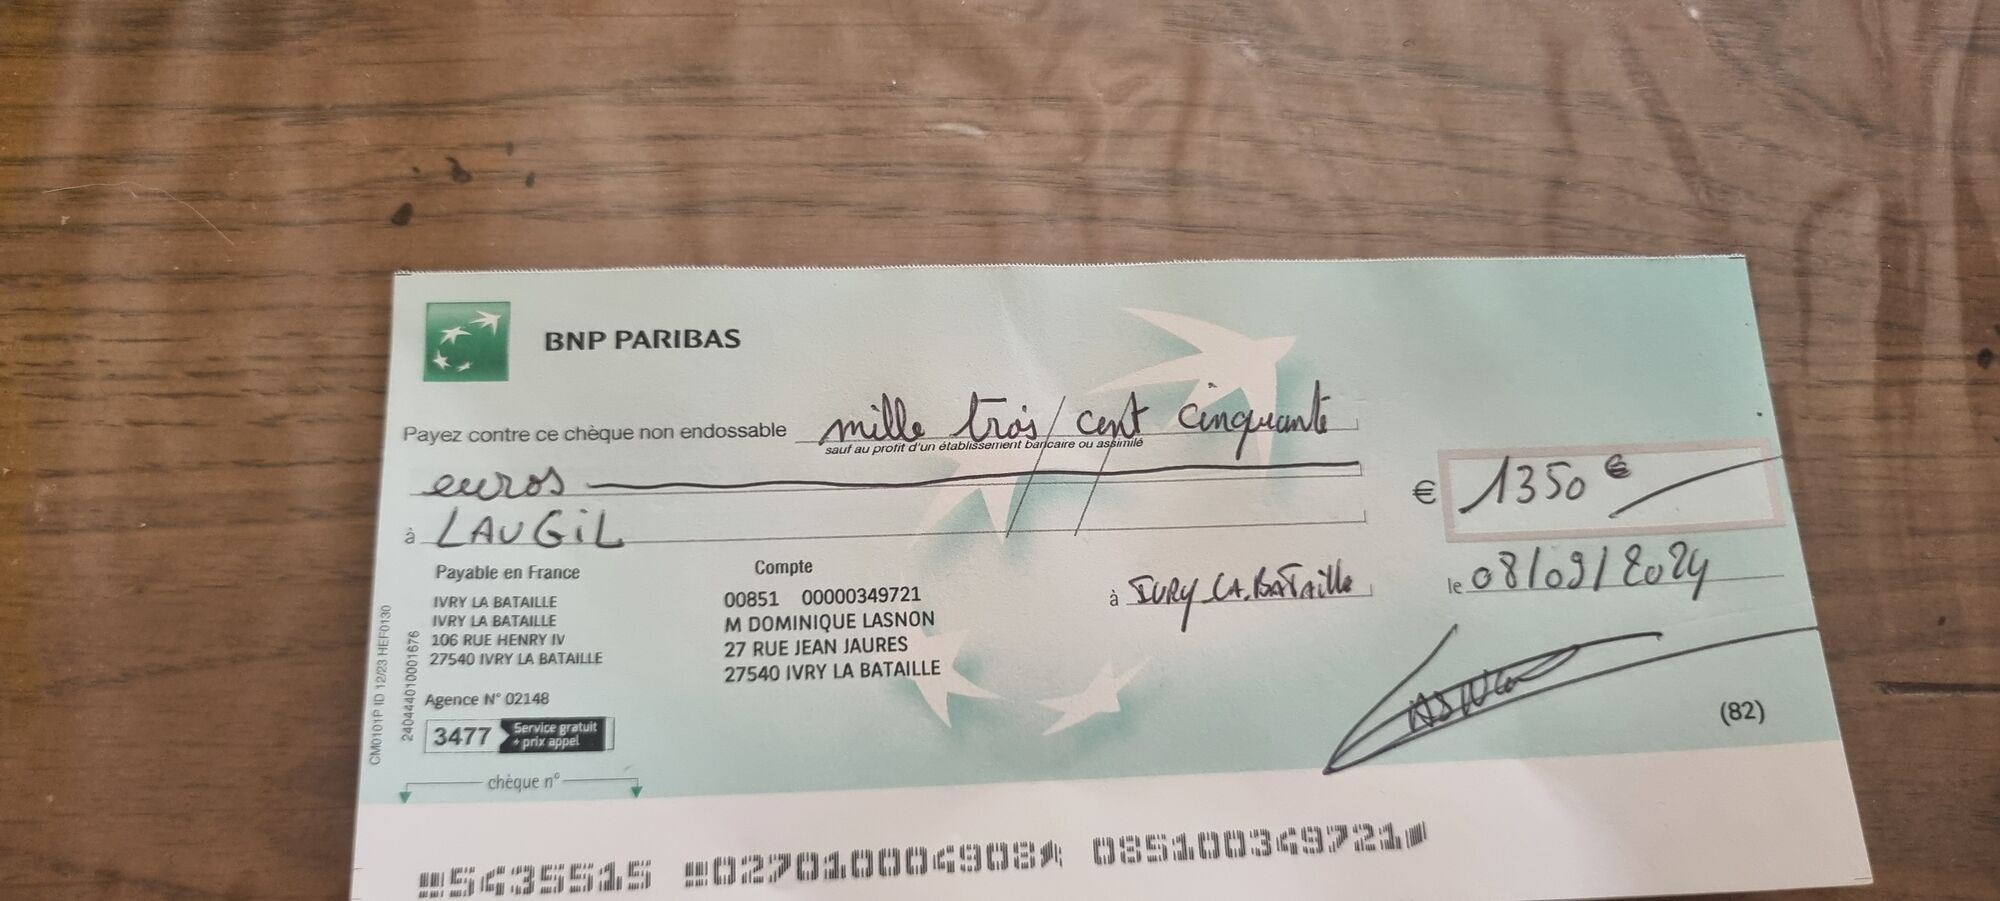 BNP PARIBAS
Payez contre ce chèque non endossable mille trois cent cinquante
sauf au profit d'un établissement bancaire ou assimilé
euros
€ 1350 €
à LAUGIL
Payable en France
IVRY LA BATAILLE
IVRY LA BATAILLE
106 RUE HENRY IV
27540 IVRY LA BATAILLE
Compte
00851 00000349721
M DOMINIQUE LASNON
27 RUE JEAN JAURES
27540 IVRY LA BATAILLE
à IVRY LA BATAille
le 08/09/2024
Agence N° 02148
3477 Service gratuit
+ prix appel
(82)
chèque n°
CM0101P ID 12/23 HEF0130
240444010001676
5435515 027010004908 085100349721